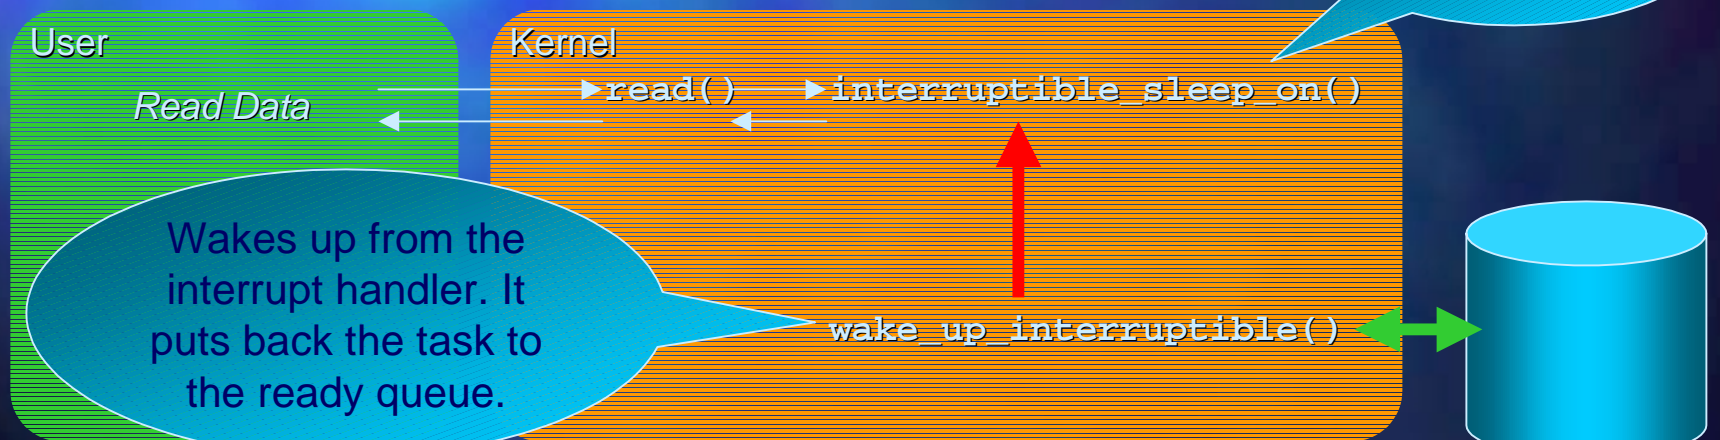 User
Kernel
read()
interruptible_sleep_on()
Read Data
Wakes up from the
interrupt handler. It
puts back the task to
the ready queue.
wake_up_interruptible()